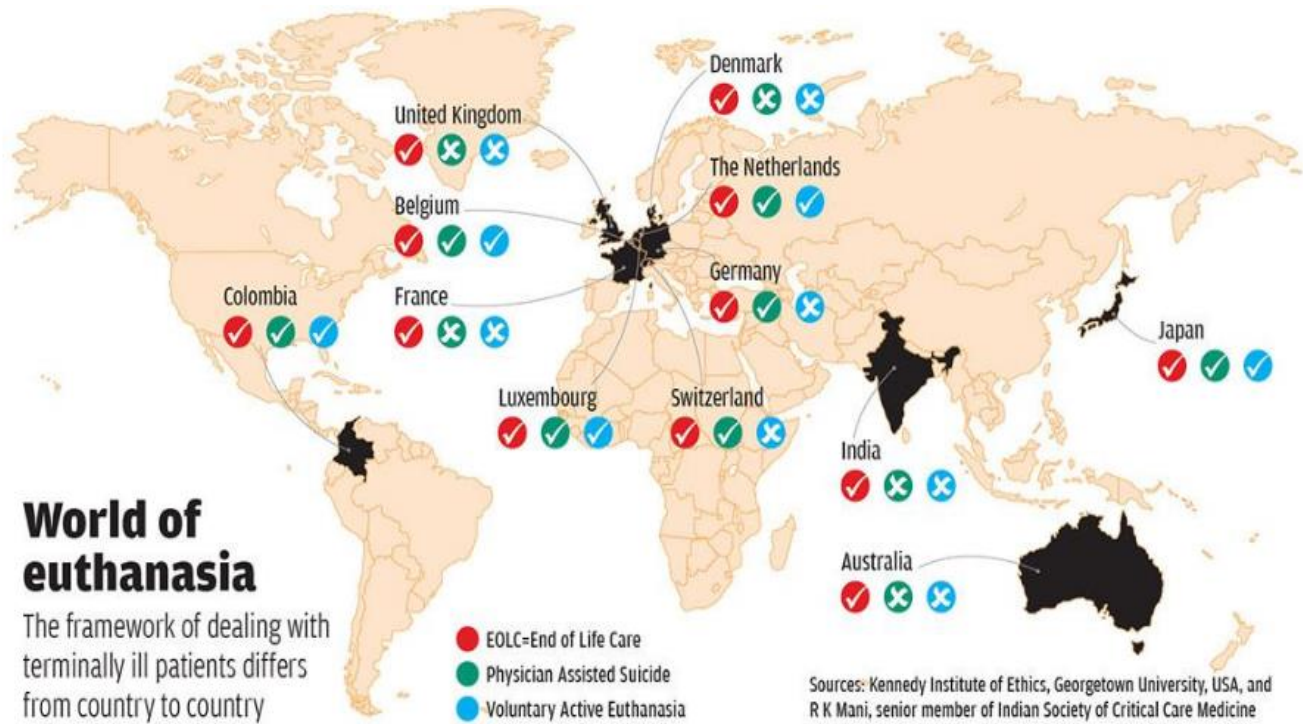 Denmark
United Kingdom
The Netherlands
Belgium
Germany
Colombia
France
Japan
Luxembourg
Switzerland
India
Australia
World of
euthanasia
The framework of dealing with
terminally ill patients differs
from country to country
EOLC=End of Life Care
Physician Assisted Suicide
Voluntary Active Euthanasia
Sources: Kennedy Institute of Ethics, Georgetown University, USA, and
R K Mani, senior member of Indian Society of Critical Care Medicine